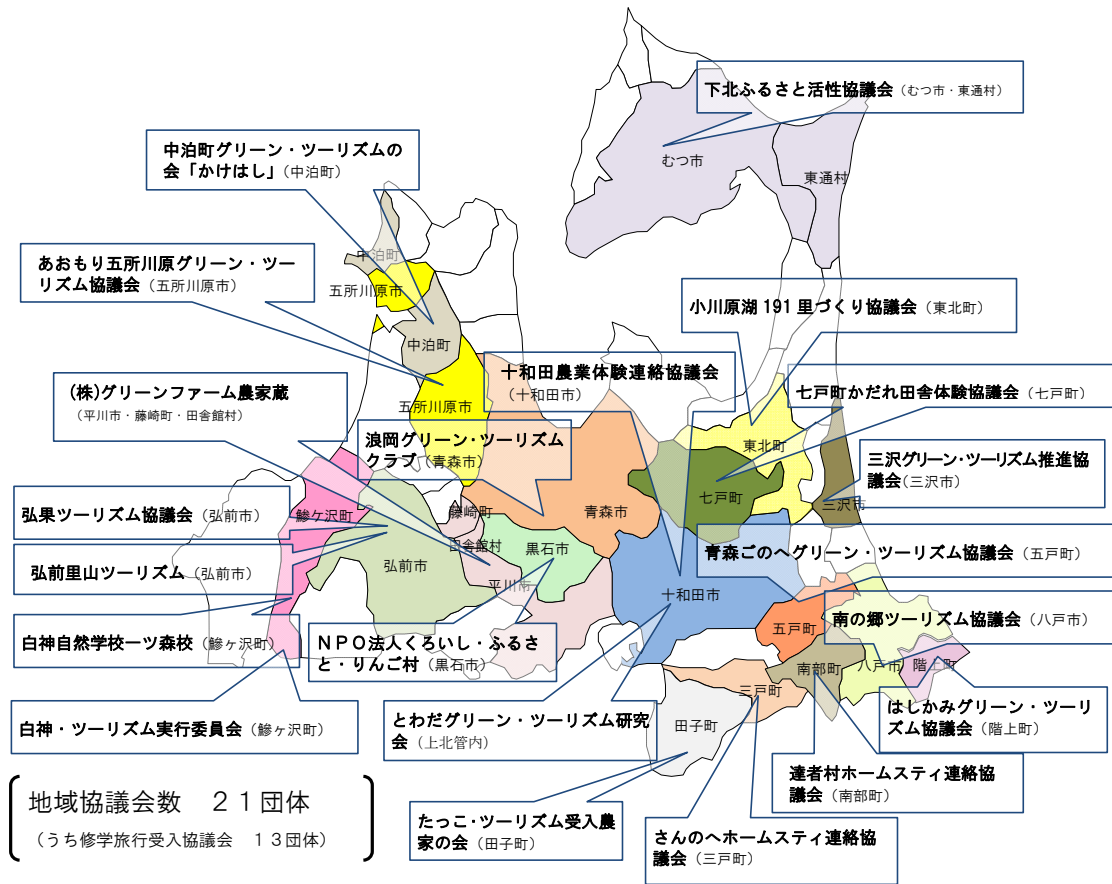 下北ふるさと活性協議会（むつ市・東通村）
むつ市
東通村
中泊町グリーン・ツーリズムの
会「かけはし」（中泊町）
中泊町
あおもり五所川原グリーン・ツー
リズム協議会（五所川原市）
五所川原市
小川原湖 191 里づくり協議会（東北町）
中泊町
十和田農業体験連絡協議会
（十和田市）
(株)グリーンファーム農家蔵
（平川市・藤崎町・田舎館村）
五所川原市
七戸町かだれ田舎体験協議会（七戸町）
浪岡グリーン・ツーリズム
クラブ（青森市）
東北町
三沢グリーン・ツーリズム推進協
議会(三沢市)
七戸町
三沢市
弘果ツーリズム協議会（弘前市）
鰺ケ沢町
藤崎町
青森市
田舎館村
黒石市
青森ごのへグリーン・ツーリズム協議会（五戸町）
弘前里山ツーリズム（弘前市）
弘前市
平川市
十和田市
南の郷ツーリズム協議会（八戸市）
五戸町
白神自然学校一ツ森校（鰺ヶ沢町）
ＮＰＯ法人くろいし・ふるさ
と・りんご村（黒石市）
南部町
八戸市
階上町
三戸町
はしかみグリーン・ツーリ
ズム協議会（階上町）
白神・ツーリズム実行委員会（鰺ヶ沢町）
とわだグリーン・ツーリズム研究
会（上北管内）
田子町
達者村ホームスティ連絡協
議会（南部町）
地域協議会数　２１団体
（うち修学旅行受入協議会　１３団体）
たっこ・ツーリズム受入農
家の会（田子町）
さんのへホームスティ連絡協
議会（三戸町）